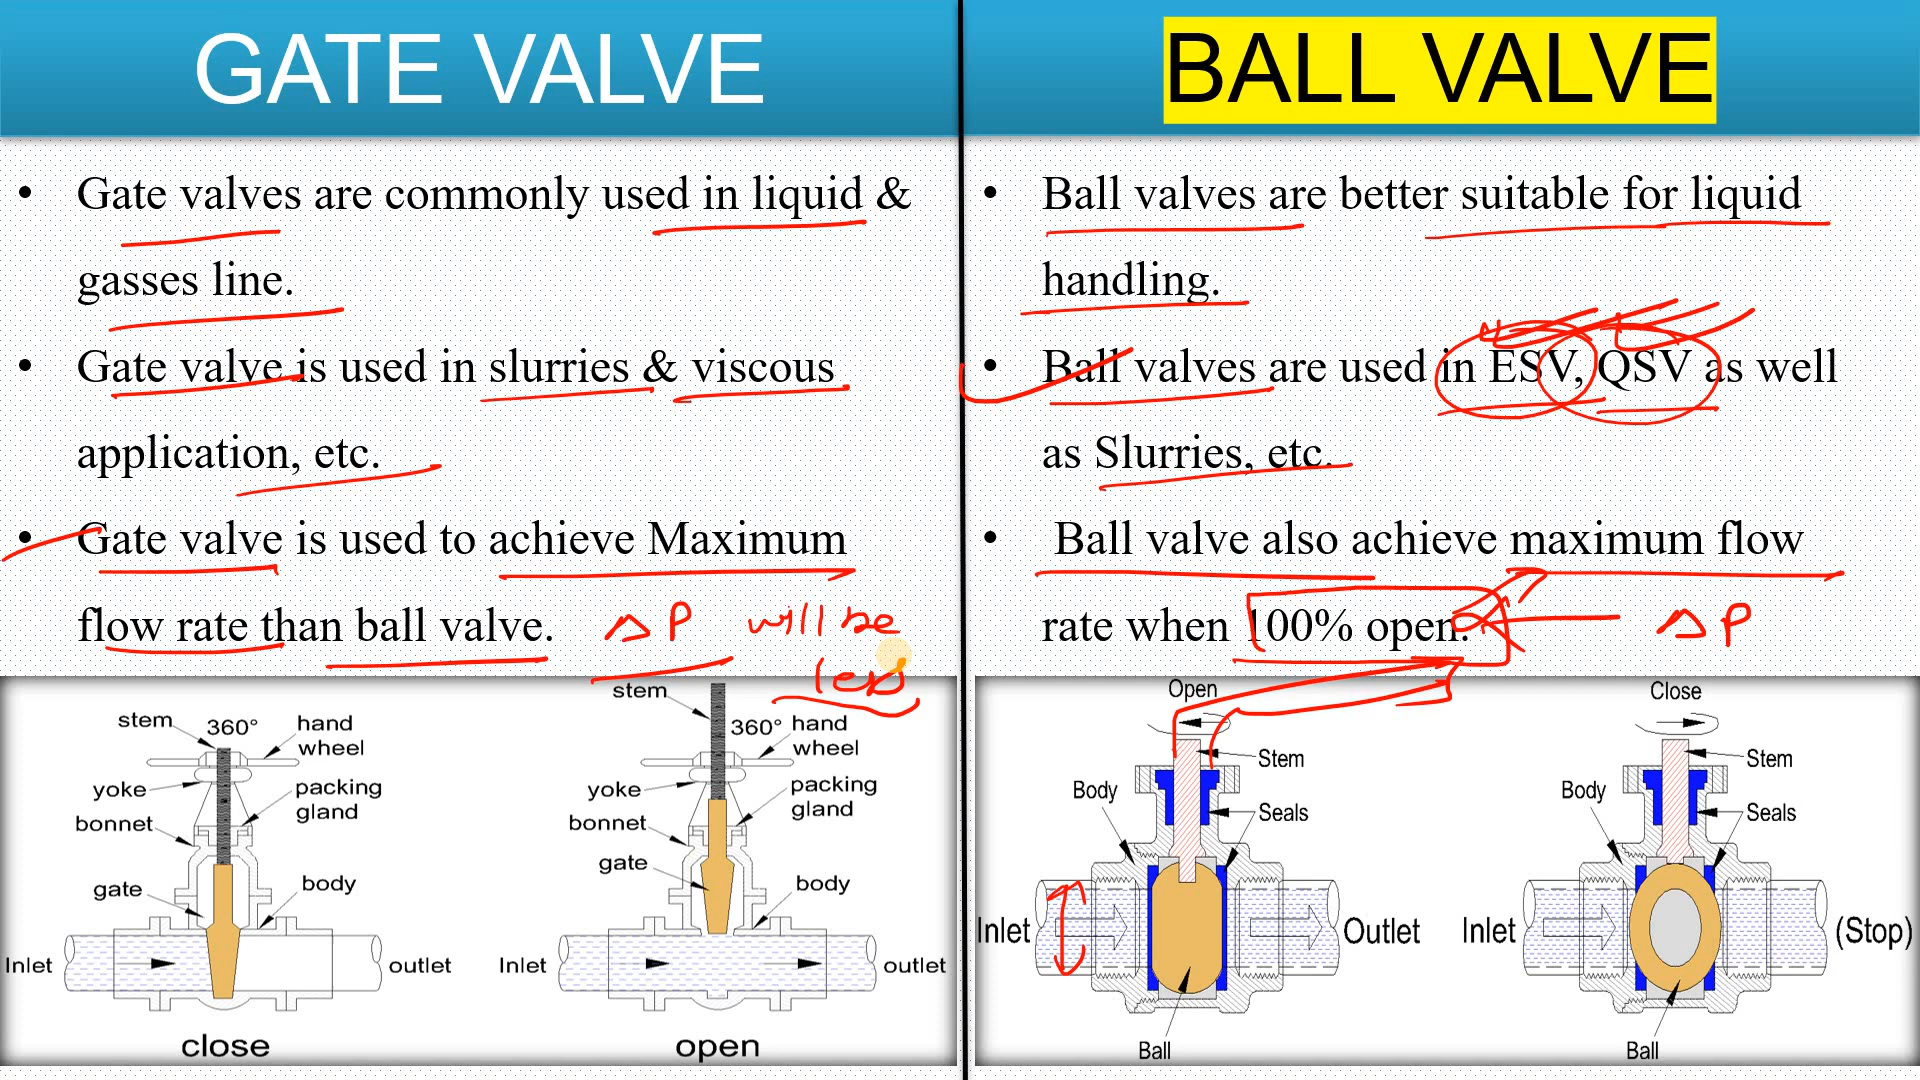 GATE VALVE
• Gate valves are commonly used in liquid &
gasses line.
• Gate valve is used in slurries & viscous
application, etc.
• Gate valve is used to achieve Maximum
flow rate than ball valve.
Δ P will be
less
BALL VALVE
• Ball valves are better suitable for liquid
handling.
• Ball valves are used in ESV, QSV as well
as Slurries, etc.
• Ball valve also achieve maximum flow
rate when 100% open.
Δ P
stem
360°
hand
wheel
yoke
packing
gland
bonnet
gate
body
Inlet
outlet
close
stem
360°
hand
wheel
yoke
packing
gland
bonnet
gate
body
Inlet
outlet
open
Open
Stem
Body
Seals
Inlet
Outlet
Ball
Close
Stem
Body
Seals
Inlet
(Stop)
Ball